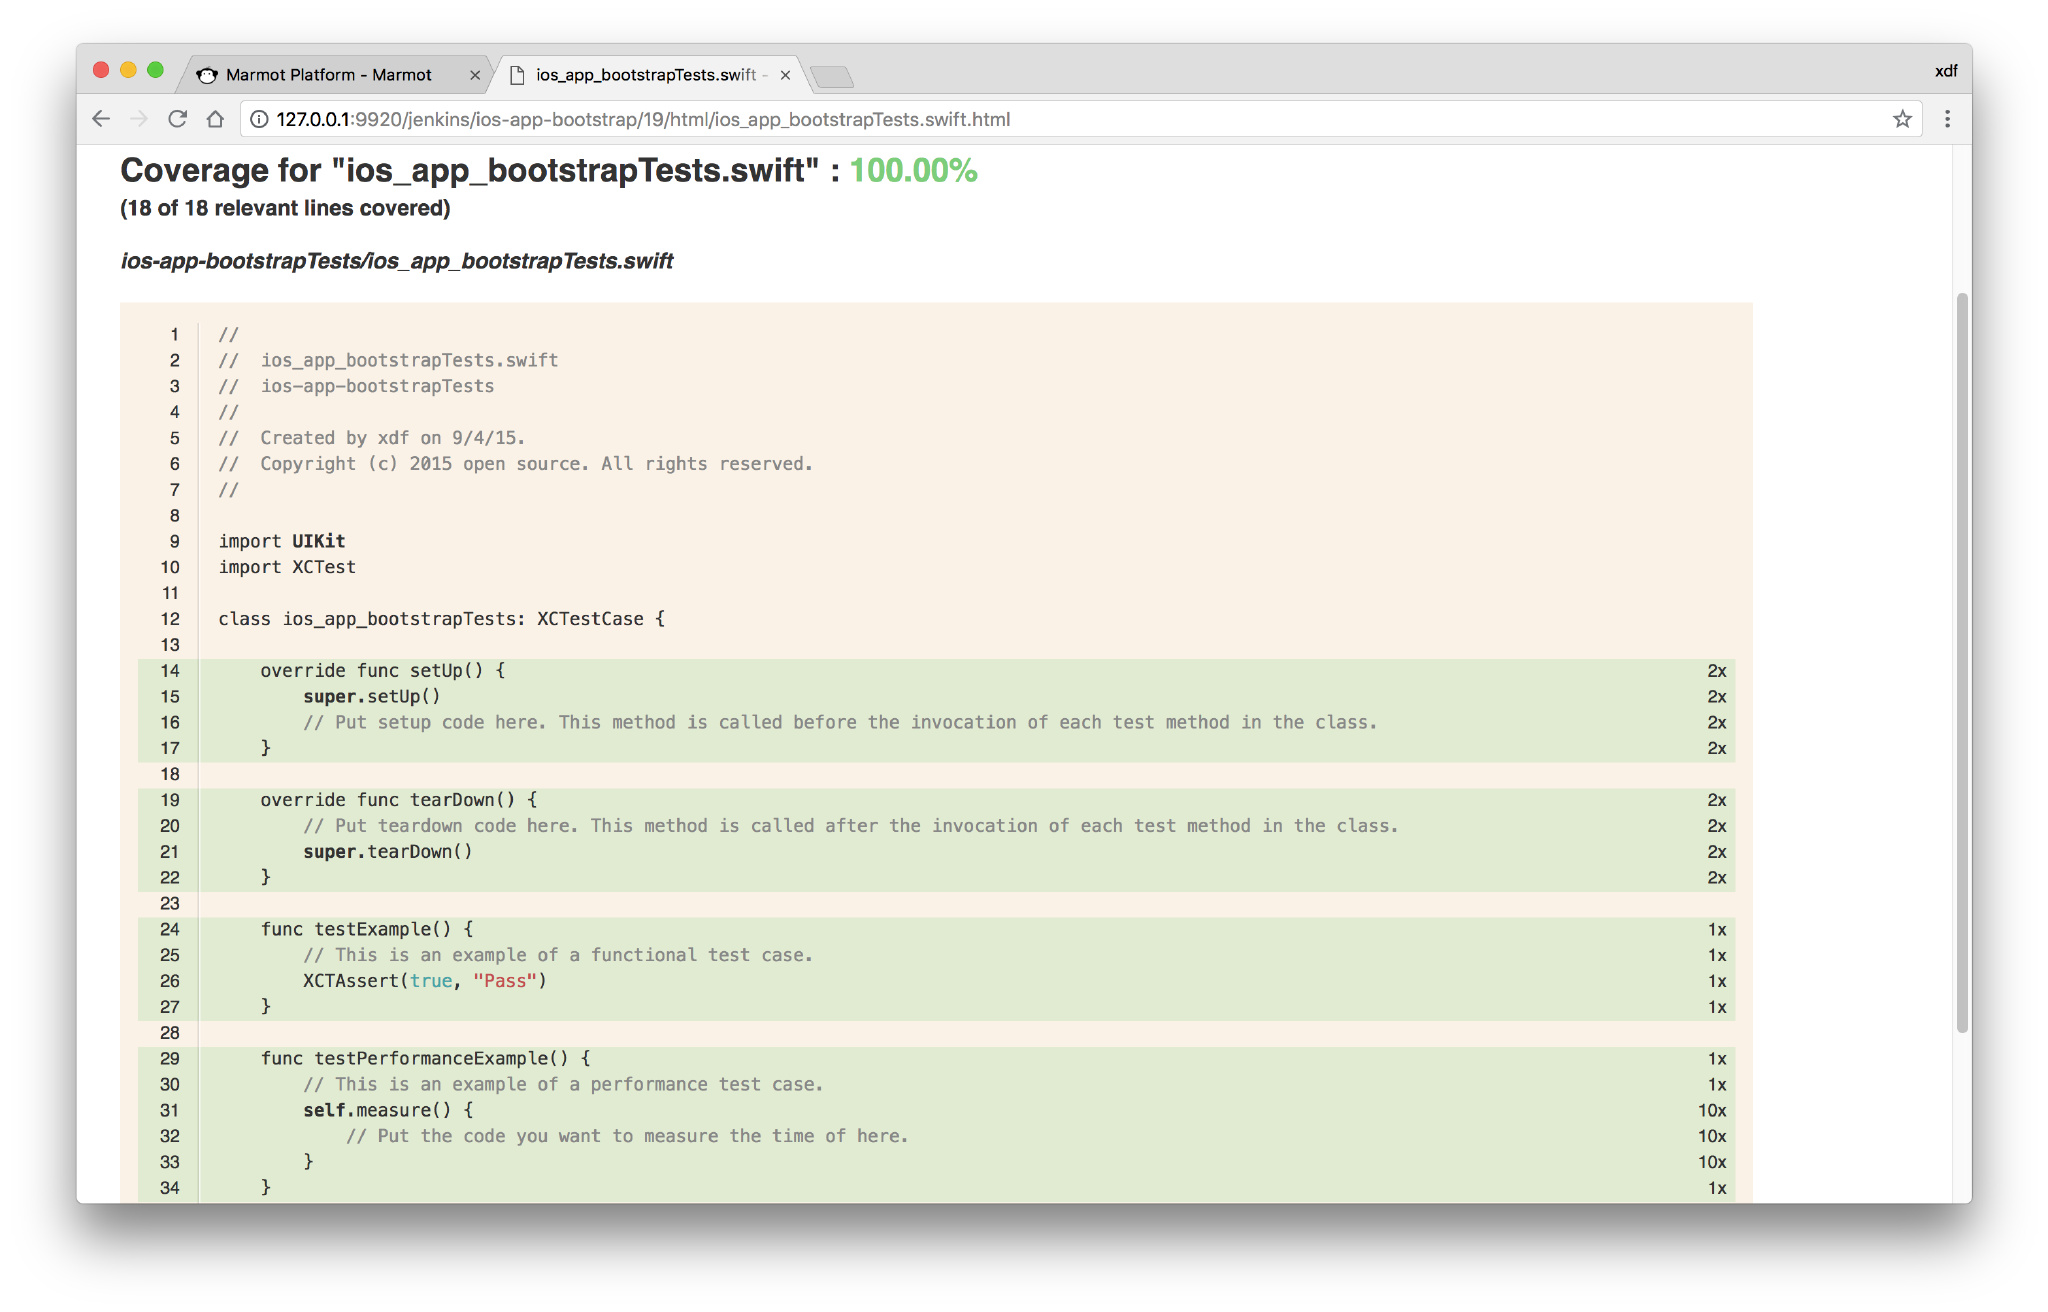 Marmot Platform - Marmot
ios_app_bootstrapTests.swift -
xdf
127.0.0.1:9920/jenkins/ios-app-bootstrap/19/html/ios_app_bootstrapTests.swift.html
Coverage for "ios_app_bootstrapTests.swift" : 100.00%
(18 of 18 relevant lines covered)
ios-app-bootstrapTests/ios_app_bootstrapTests.swift
1 //
2 //  ios_app_bootstrapTests.swift
3 //  ios-app-bootstrapTests
4 //
5 //  Created by xdf on 9/4/15.
6 //  Copyright (c) 2015 open source. All rights reserved.
7 //
8
9 import UIKit
10 import XCTest
11
12 class ios_app_bootstrapTests: XCTestCase {
13
14     override func setUp() { 2x
15         super.setUp() 2x
16         // Put setup code here. This method is called before the invocation of each test method in the class. 2x
17     } 2x
18
19     override func tearDown() { 2x
20         // Put teardown code here. This method is called after the invocation of each test method in the class. 2x
21         super.tearDown() 2x
22     } 2x
23
24     func testExample() { 1x
25         // This is an example of a functional test case. 1x
26         XCTAssert(true, "Pass") 1x
27     } 1x
28
29     func testPerformanceExample() { 1x
30         // This is an example of a performance test case. 1x
31         self.measure() { 10x
32             // Put the code you want to measure the time of here. 10x
33         } 10x
34     } 1x